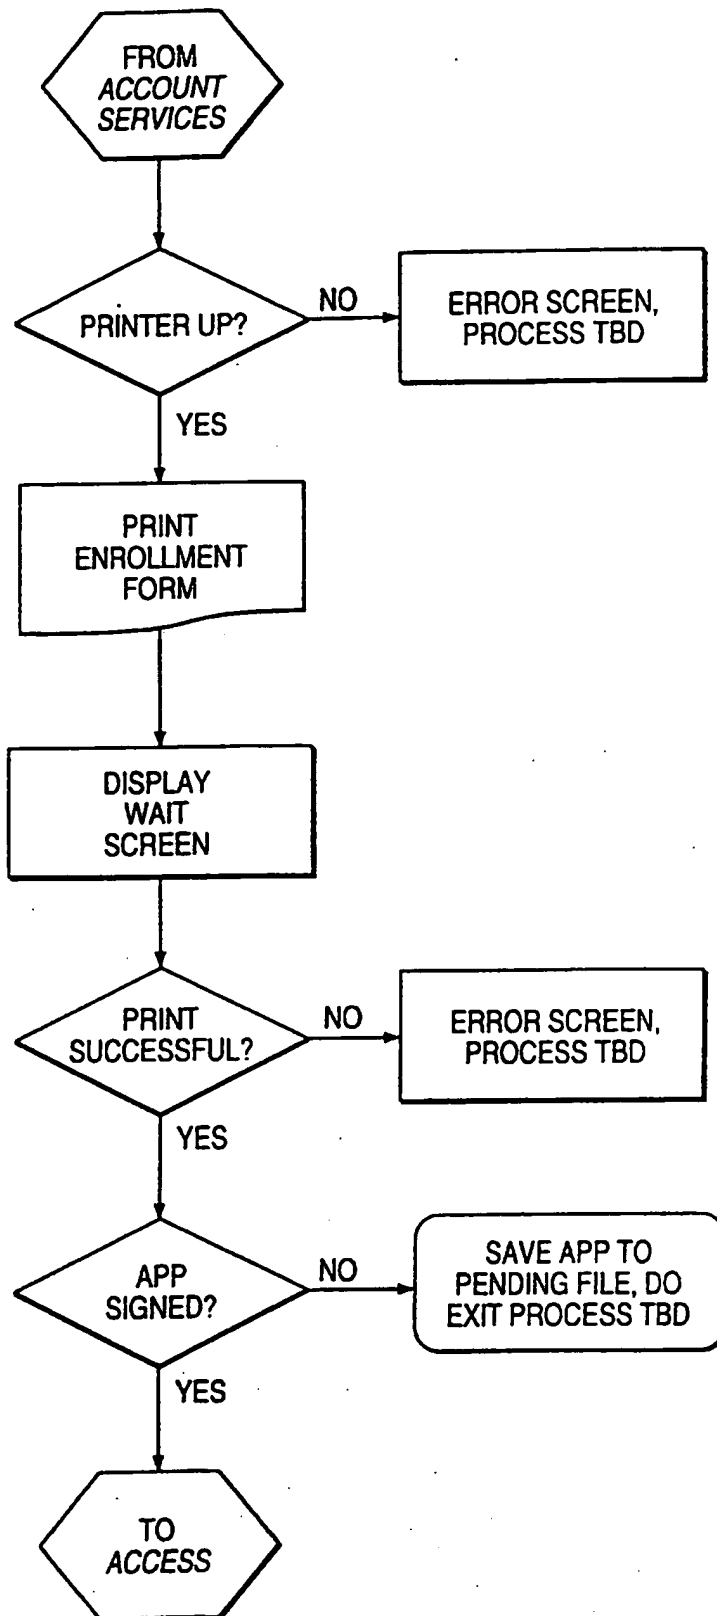 FROM
ACCOUNT
SERVICES
PRINTER UP?
NO
ERROR SCREEN,
PROCESS TBD
YES
PRINT
ENROLLMENT
FORM
DISPLAY
WAIT
SCREEN
PRINT
SUCCESSFUL?
NO
ERROR SCREEN,
PROCESS TBD
YES
APP
SIGNED?
NO
SAVE APP TO
PENDING FILE, DO
EXIT PROCESS TBD
YES
TO
ACCESS